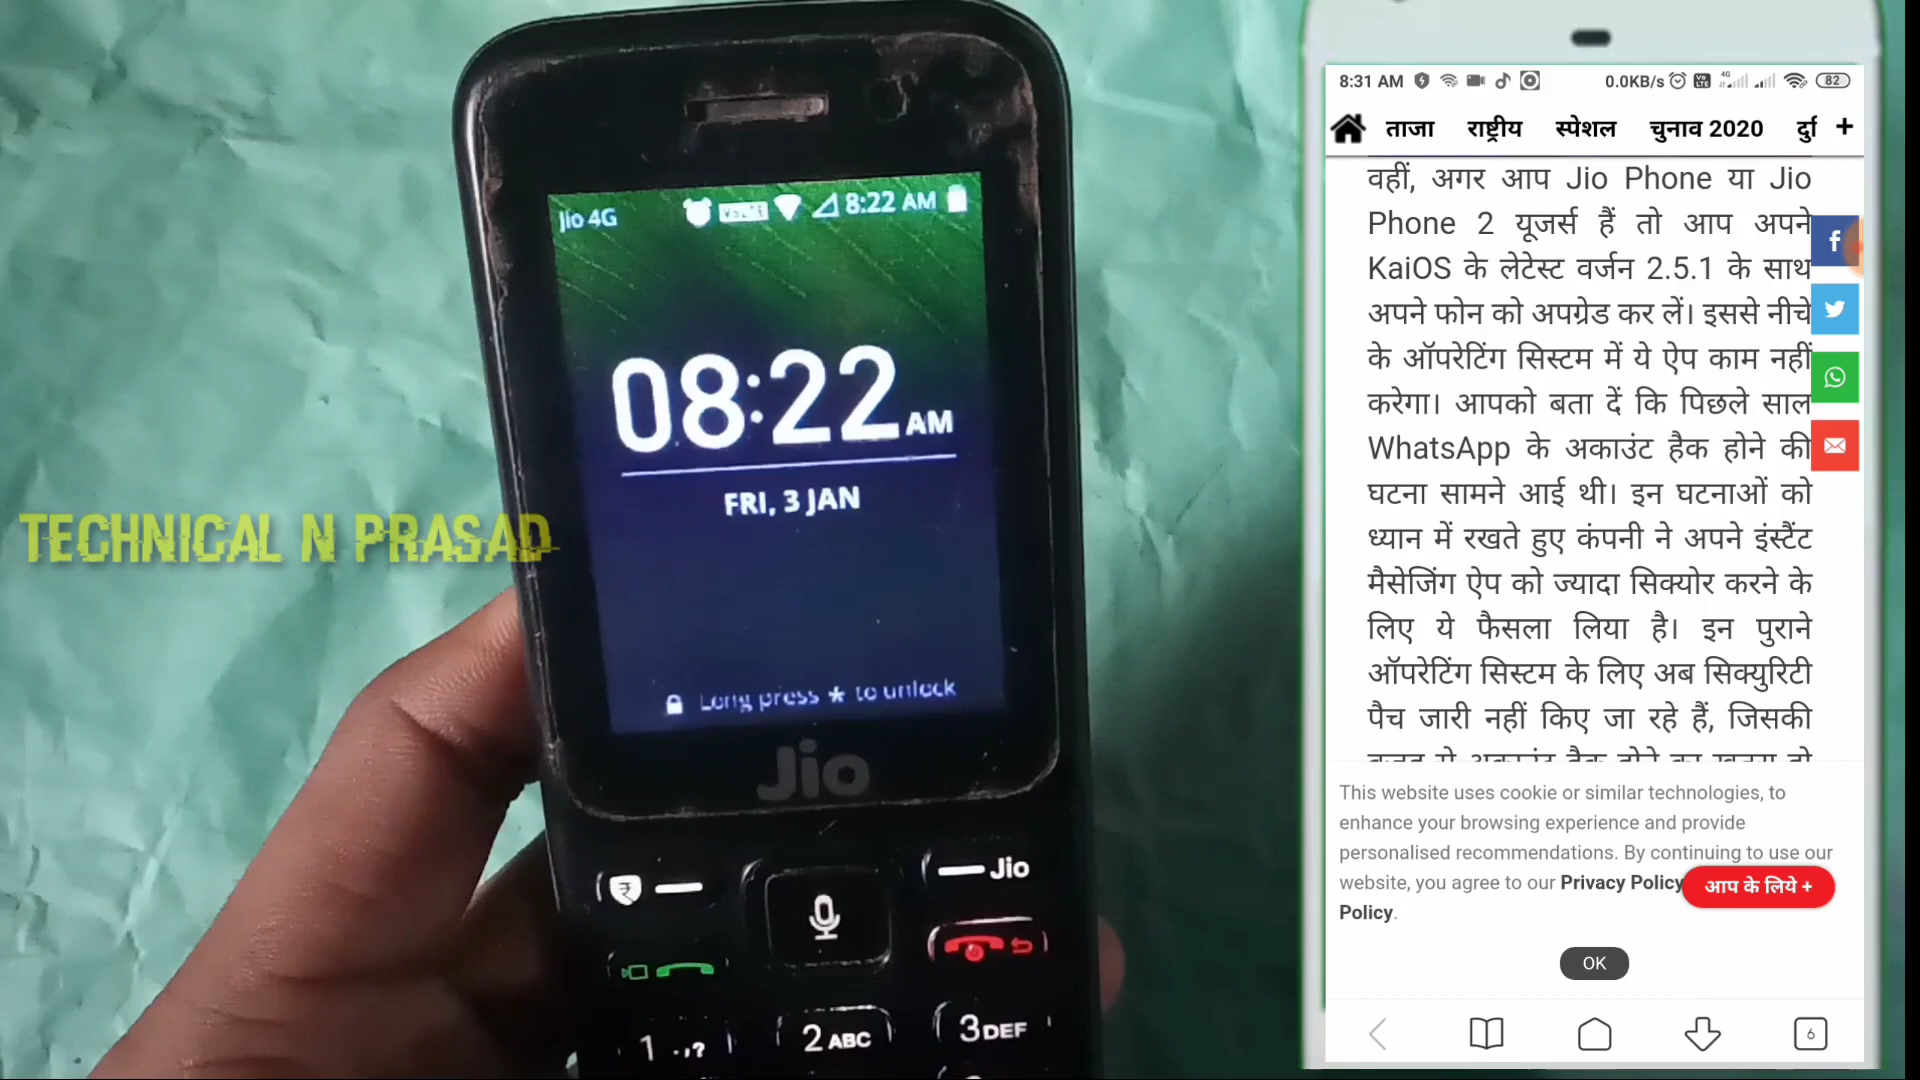 TECHNICAL N PRASAD
Jio 4G
VoLTE
8:22 AM
08:22 AM
FRI, 3 JAN
Long press * to unlock
Jio
Jio
1 .,?
2 ABC
3 DEF
8:31 AM
0.0KB/s
Vo LTE
4G
82
ताजा राष्ट्रीय स्पेशल चुनाव 2020 +
वहीं, अगर आप Jio Phone या Jio
Phone 2 यूजर्स हैं तो आप अपने
KaiOS के लेटेस्ट वर्जन 2.5.1 के साथ
अपने फोन को अपग्रेड कर लें। इससे नीचे
के ऑपरेटिंग सिस्टम में ये ऐप काम नहीं
करेगा। आपको बता दें कि पिछले साल
WhatsApp के अकाउंट हैक होने की
घटना सामने आई थी। इन घटनाओं को
ध्यान में रखते हुए कंपनी ने अपने इंस्टैंट
मैसेजिंग ऐप को ज्यादा सिक्योर करने के
लिए ये फैसला लिया है। इन पुराने
ऑपरेटिंग सिस्टम के लिए अब सिक्युरिटी
पैच जारी नहीं किए जा रहे हैं, जिसकी
This website uses cookie or similar technologies, to
enhance your browsing experience and provide
personalised recommendations. By continuing to use our
website, you agree to our Privacy Policy
Policy.
आप के लिये +
OK
6